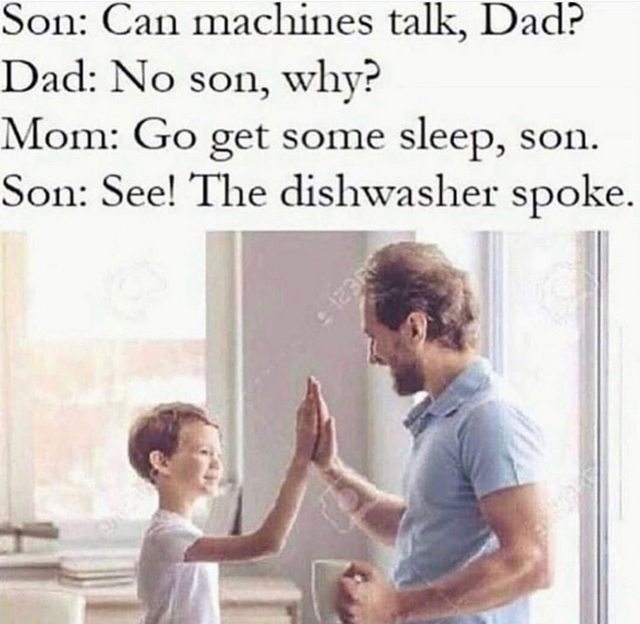 Son: Can machines talk, Dad?
Dad: No son, why?
Mom: Go get some sleep, son.
Son: See! The dishwasher spoke.